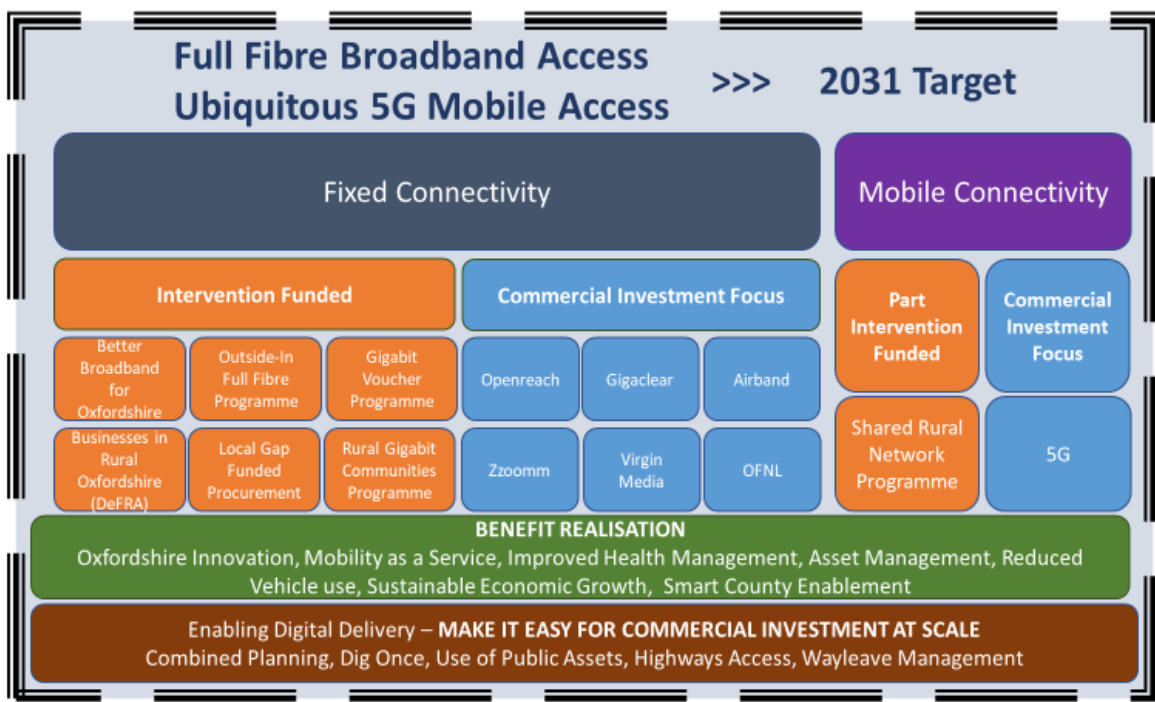 Full Fibre Broadband Access
Ubiquitous 5G Mobile Access
>>>
2031 Target
Fixed Connectivity
Mobile Connectivity
Intervention Funded
Commercial Investment Focus
Part
Intervention
Funded
Commercial
Investment
Focus
Better
Broadband
for
Oxfordshire
Outside-In
Full Fibre
Programme
Gigabit
Voucher
Programme
Openreach
Gigaclear
Airband
Businesses in
Rural
Oxfordshire
(DeFRA)
Local Gap
Funded
Procurement
Rural Gigabit
Communities
Programme
Zzoomm
Virgin
Media
OFNL
Shared Rural
Network
Programme
5G
BENEFIT REALISATION
Oxfordshire Innovation, Mobility as a Service, Improved Health Management, Asset Management, Reduced
Vehicle use, Sustainable Economic Growth, Smart County Enablement
Enabling Digital Delivery – MAKE IT EASY FOR COMMERCIAL INVESTMENT AT SCALE
Combined Planning, Dig Once, Use of Public Assets, Highways Access, Wayleave Management